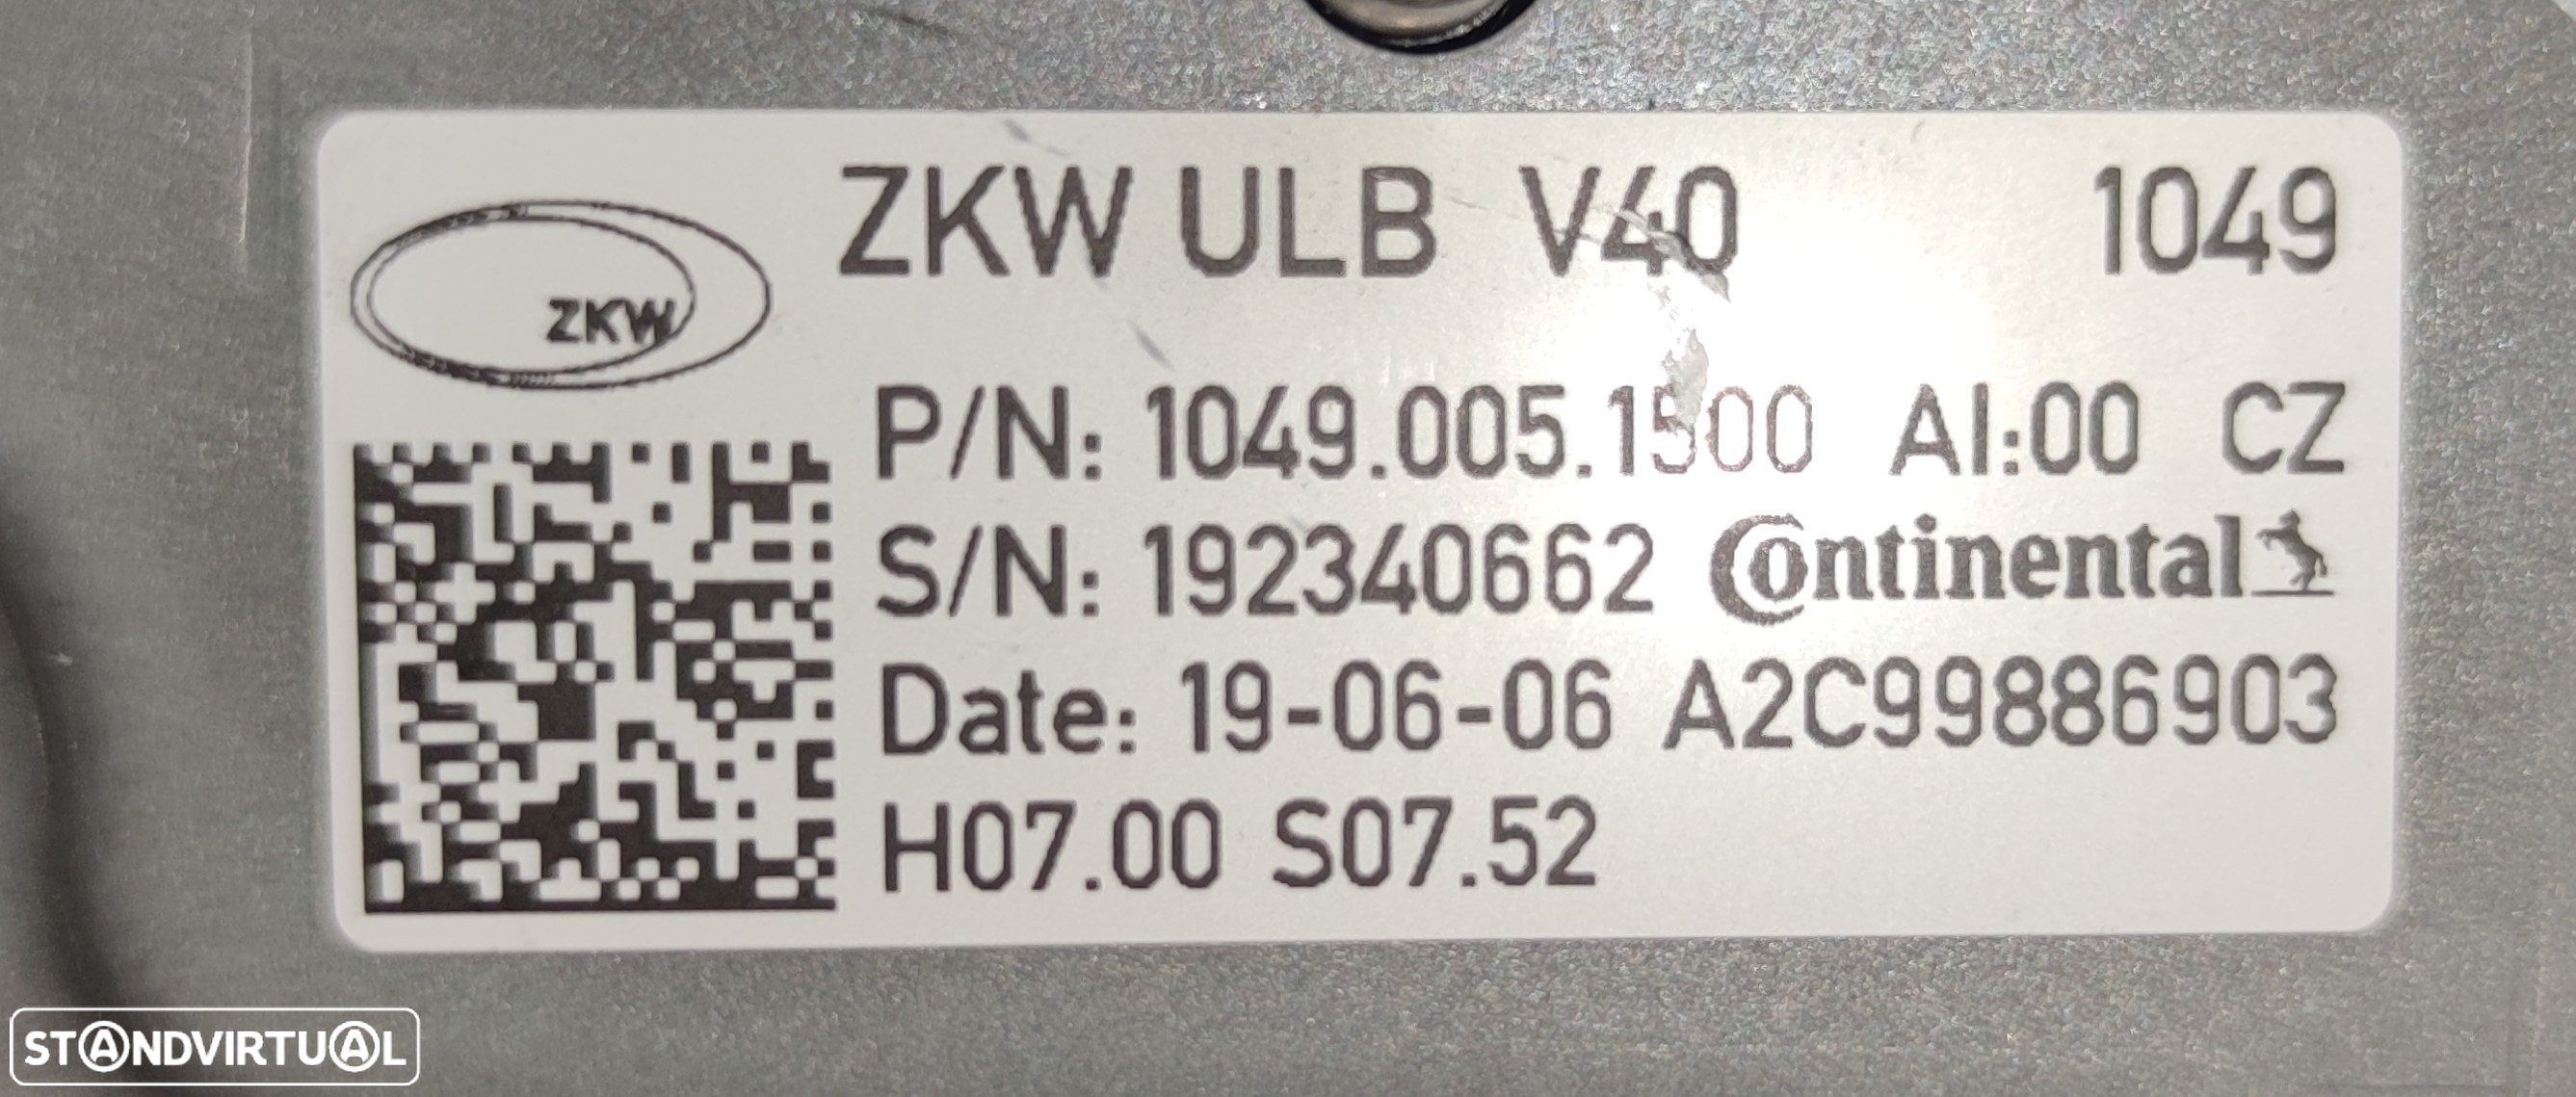 ZKW ULB V40 1049
ZKW
P/N: 1049.005.1500 AI:00 CZ
S/N: 192340662 Continental
Date: 19-06-06 A2C99886903
H07.00 S07.52
STANDVIRTUAL